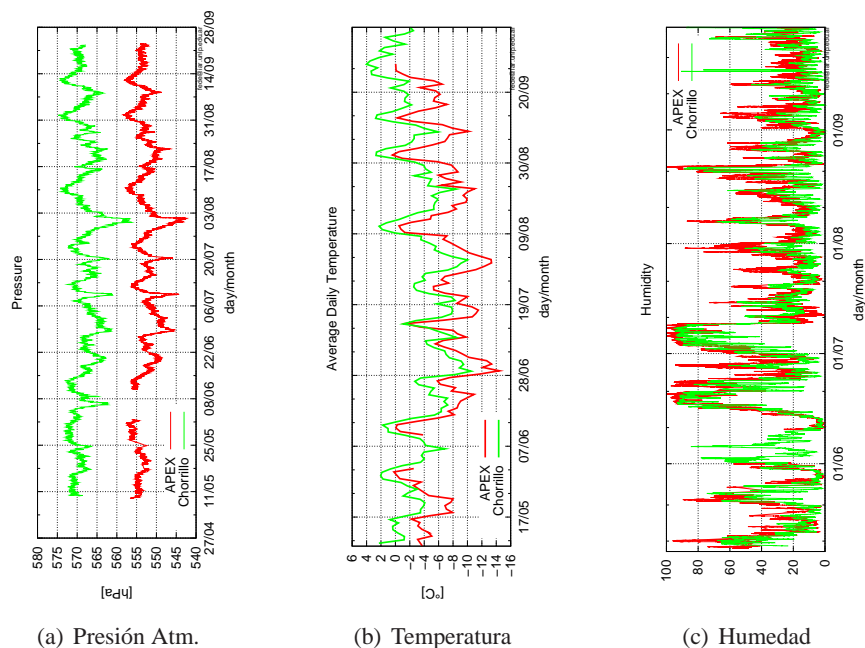 Pressure
580
575
570
565
560
555
550
545
540
[hPa]
27/04
11/05
25/05
08/06
22/06
06/07
20/07
03/08
17/08
31/08
14/09
28/09
day/month
APEX
Chorrillo
(a) Presión Atm.
Average Daily Temperature
6
4
2
0
-2
-4
-6
-8
-10
-12
-14
-16
[°C]
17/05
07/06
28/06
19/07
09/08
30/08
20/09
day/month
APEX
Chorrillo
(b) Temperatura
Humidity
100
80
60
40
20
0
01/06
01/07
01/08
01/09
day/month
APEX
Chorrillo
(c) Humedad